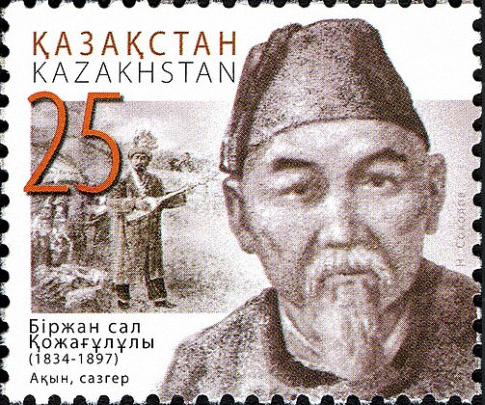 ҚАЗАҚСТАН
KAZAKHSTAN
25
Біржан сал
Қожағұлұлы
(1834-1897)
Ақын, сазгер